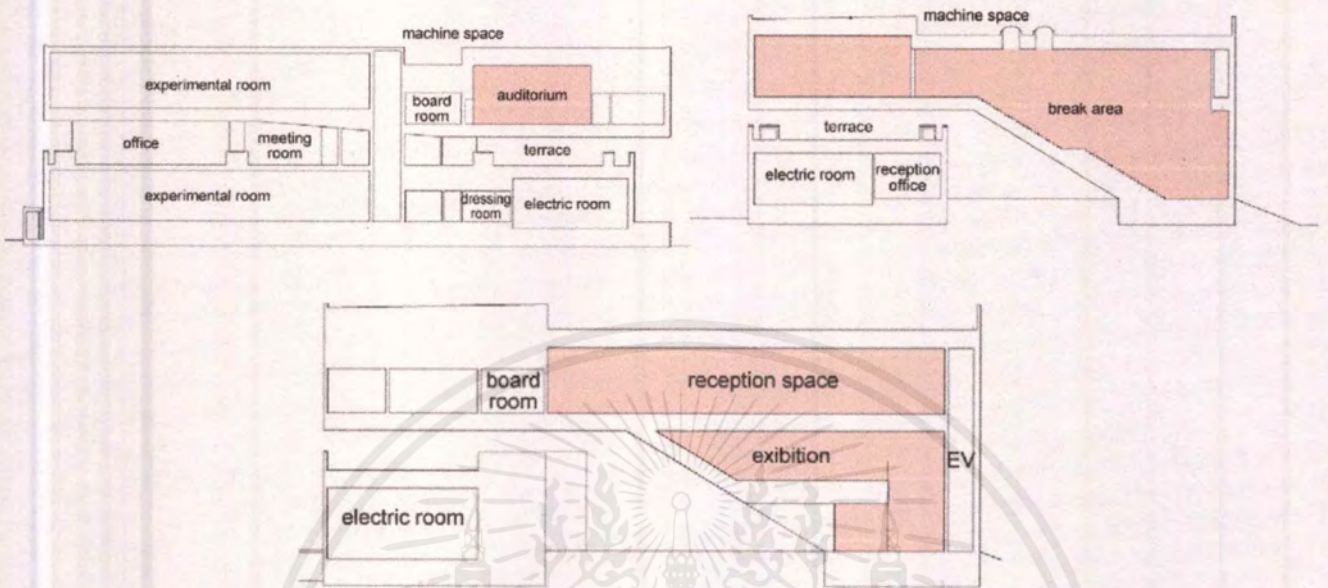 machine space
experimental room
auditorium
board
room
office
meeting
room
terrace
experimental room
dressing
room
electric room
machine space
break area
terrace
electric room
reception
office
board
room
reception space
exibition
EV
electric room